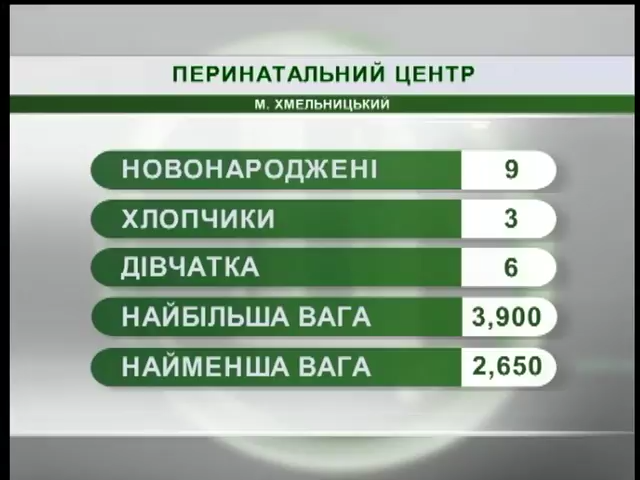 ПЕРИНАТАЛЬНИЙ ЦЕНТР
М. ХМЕЛЬНИЦЬКИЙ
НОВОНАРОДЖЕНІ 9
ХЛОПЧИКИ 3
ДІВЧАТКА 6
НАЙБІЛЬША ВАГА 3,900
НАЙМЕНША ВАГА 2,650